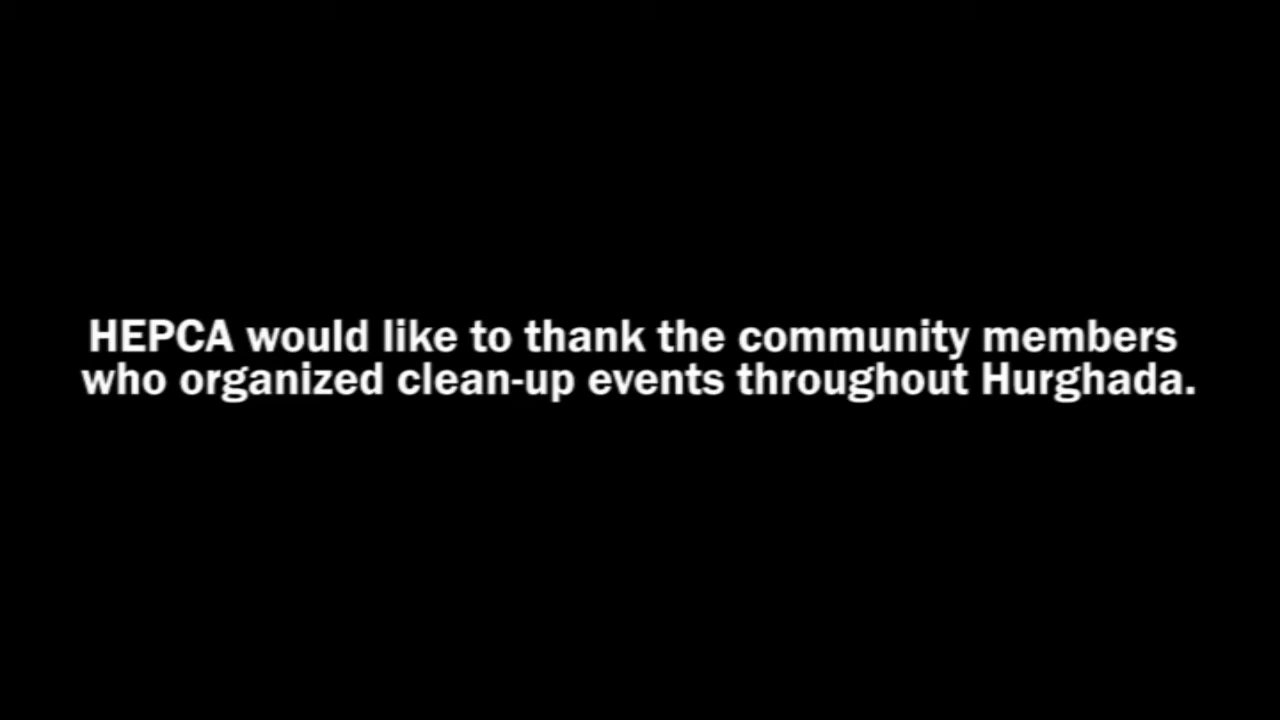 HEPCA would like to thank the community members
who organized clean-up events throughout Hurghada.